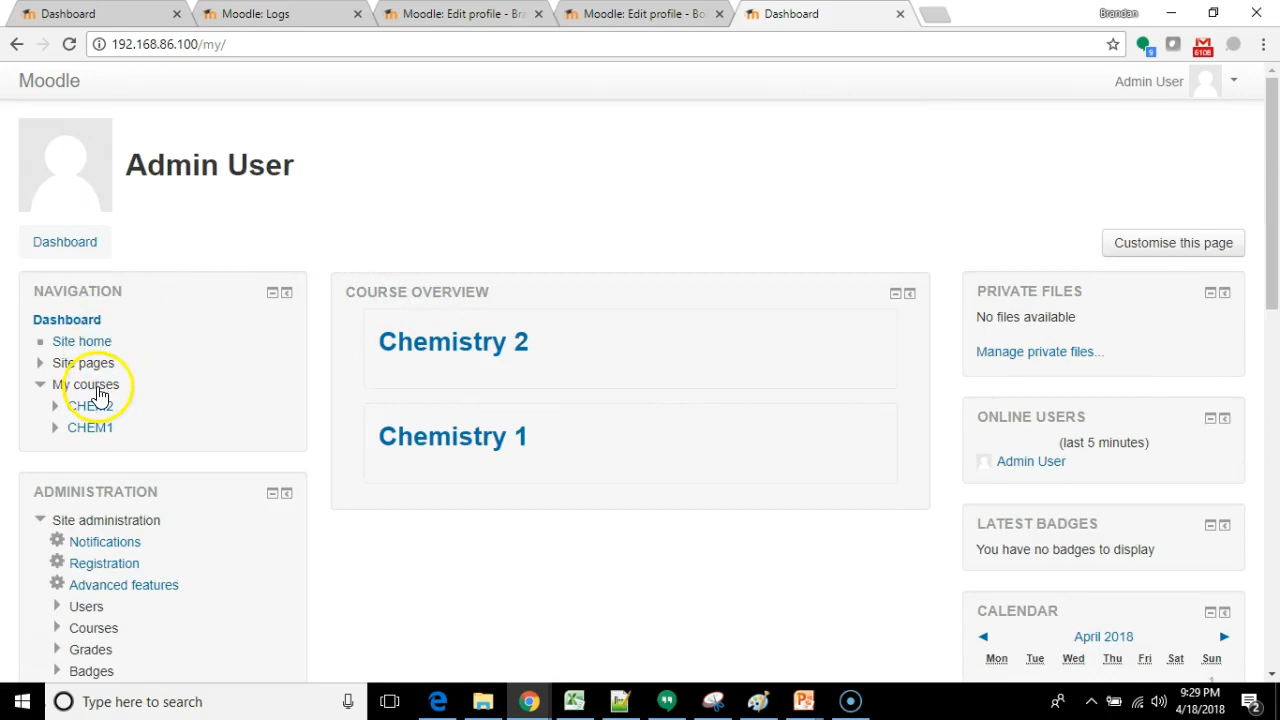 Dashboard
Moodle: Logs
Moodle: Edit profile - Bra
Moodle: Edit profile - Bo
Dashboard
Brandan
192.168.86.100/my/
9
6108
Moodle
Admin User
Admin User
Dashboard
Customise this page
NAVIGATION
Dashboard
Site home
Site pages
My courses
CHEM2
CHEM1
ADMINISTRATION
Site administration
Notifications
Registration
Advanced features
Users
Courses
Grades
Badges
COURSE OVERVIEW
Chemistry 2
Chemistry 1
PRIVATE FILES
No files available
Manage private files...
ONLINE USERS
(last 5 minutes)
Admin User
LATEST BADGES
You have no badges to display
CALENDAR
April 2018
Mon Tue Wed Thu Fri Sat Sun
Type here to search
9:29 PM
4/18/2018
2